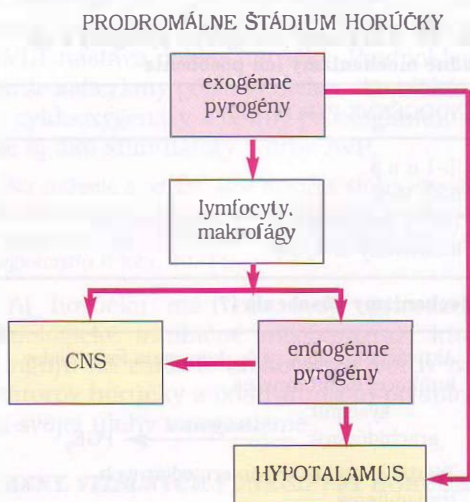 PRODROMÁLNE ŠTÁDIUM HORÚČKY
exogénne
pyrogény
lymfocyty,
makrofágy
CNS
endogénne
pyrogény
HYPOTALAMUS